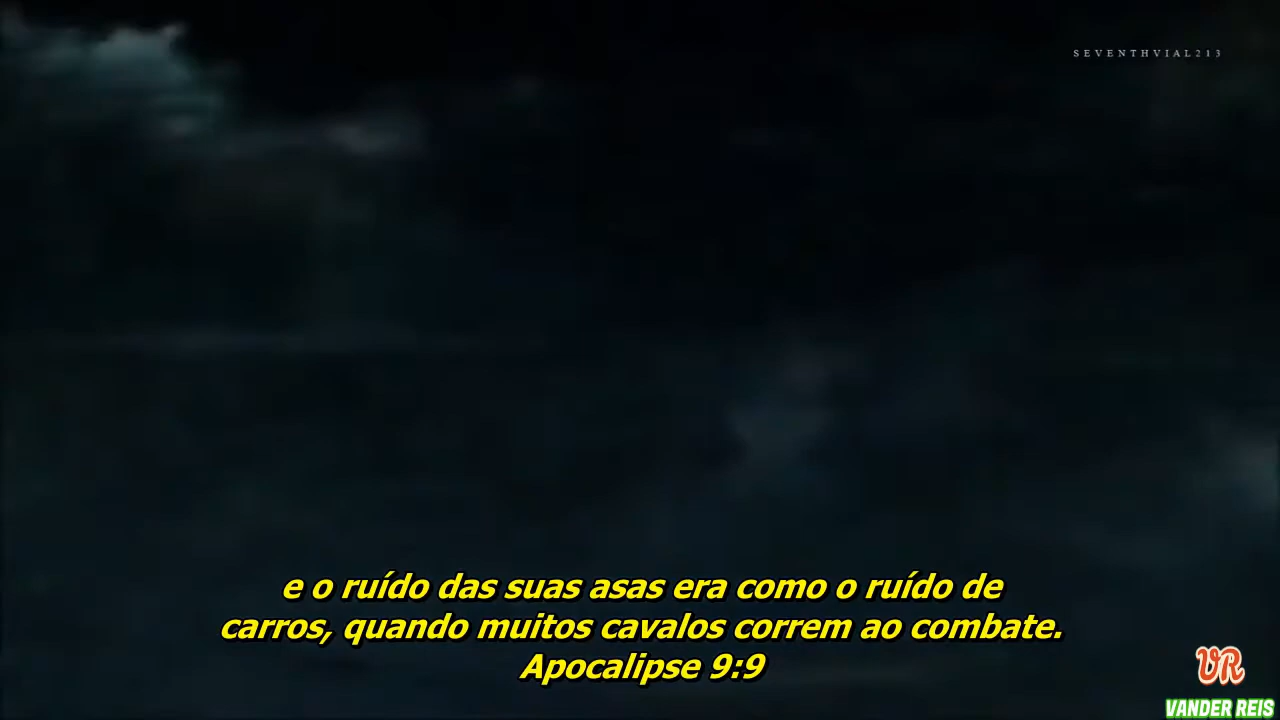 SEVENTHVIAL213
e o ruído das suas asas era como o ruído de
carros, quando muitos cavalos correm ao combate.
Apocalipse 9:9
VR
VANDER REIS